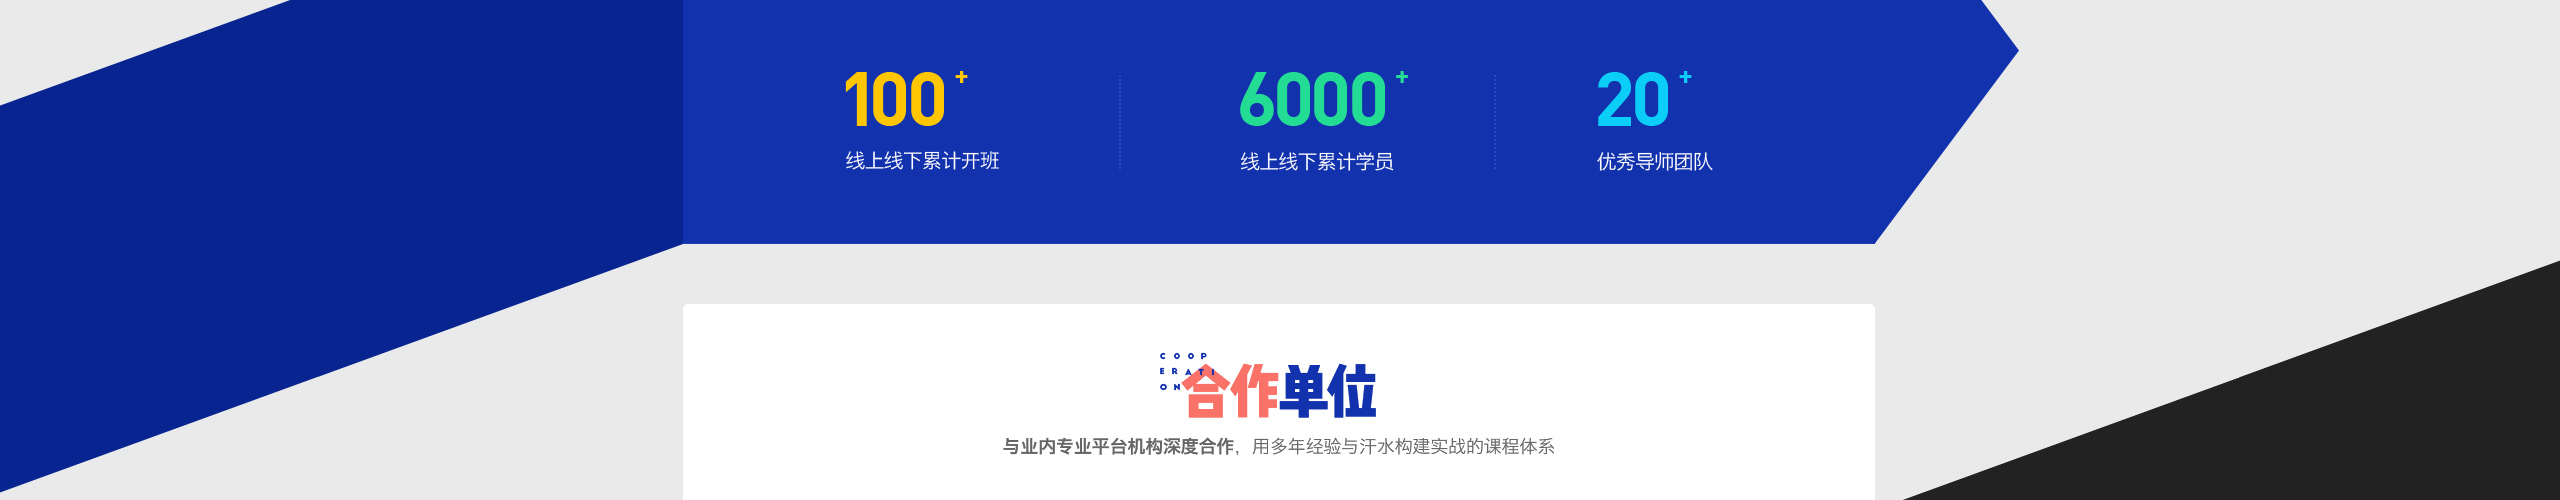 100+
6000+
20+
线上线下累计开班
线上线下累计学员
优秀导师团队
COOP
ERATI
ON
合作单位
与业内专业平台机构深度合作，用多年经验与汗水构建实战的课程体系